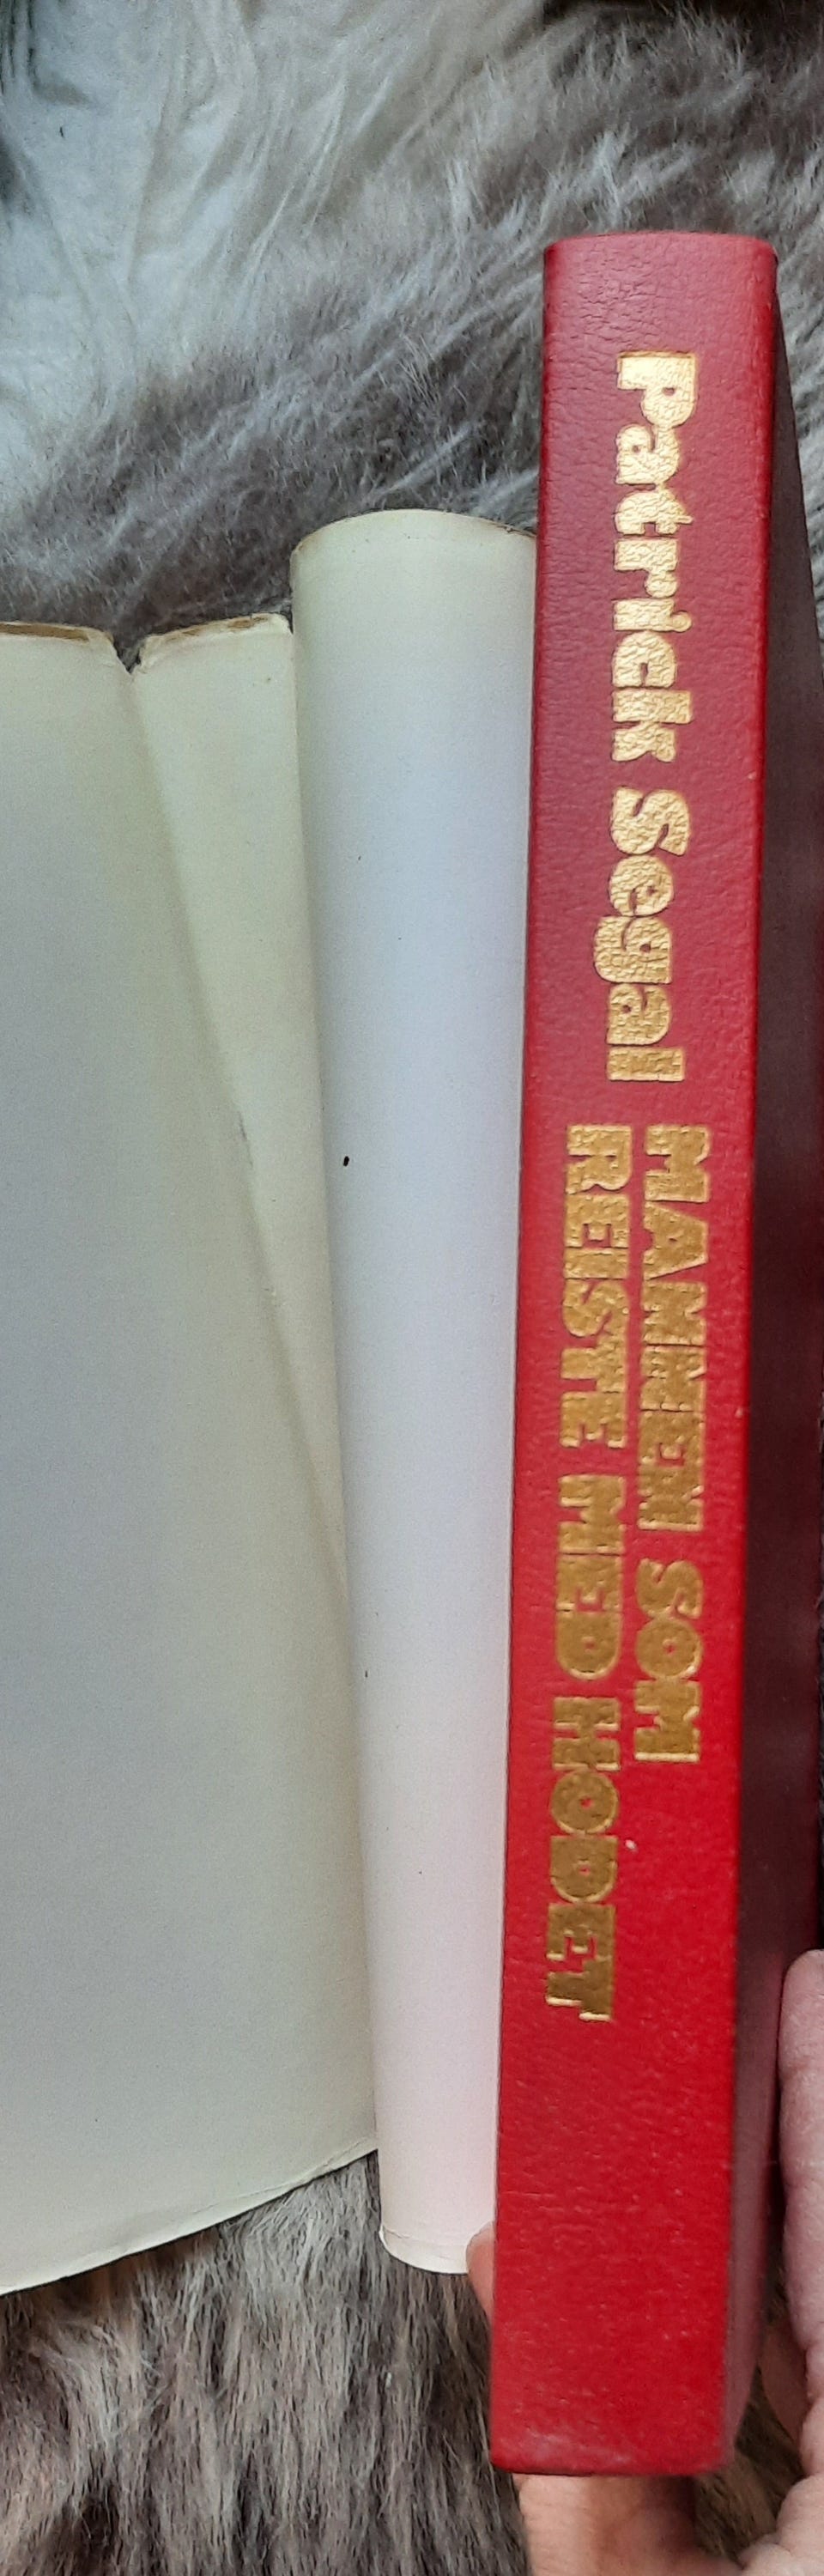 Patrick Segal
MANNEN SOM
REISTE MED HODET